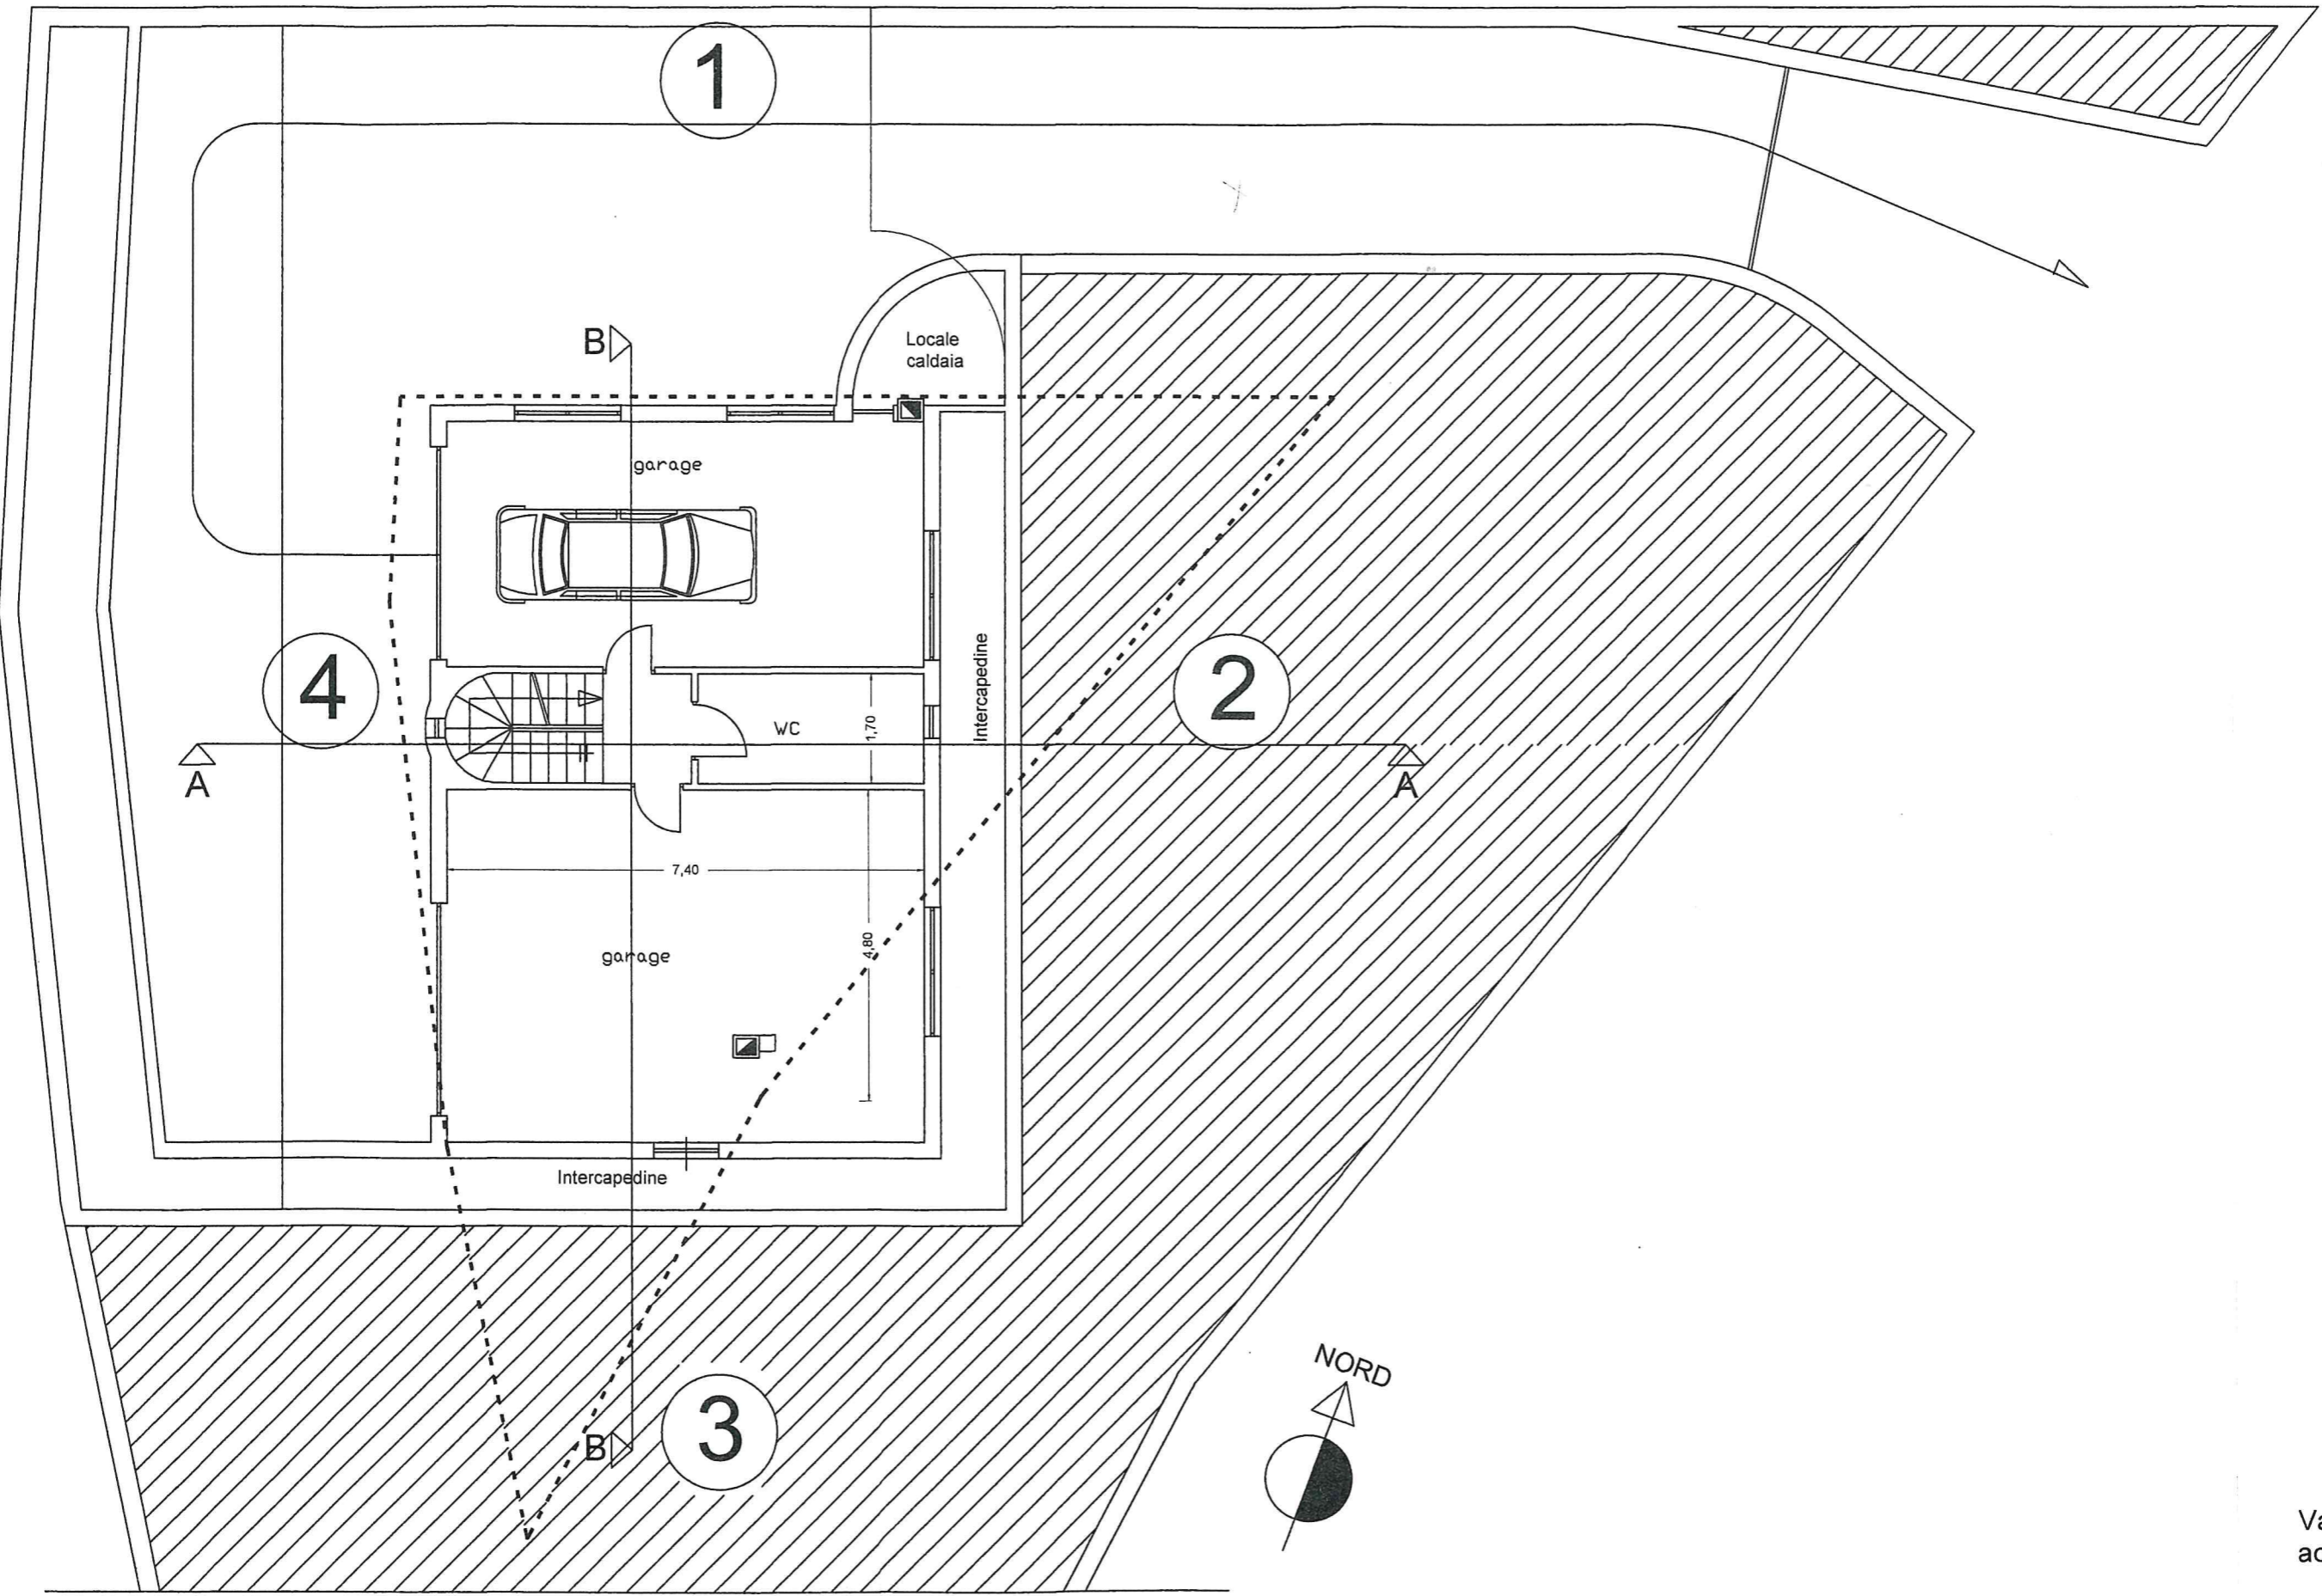 1
B
Locale
caldaia
garage
4
2
Intercapedine
WC
1,70
A
A
7,40
4,80
garage
Intercapedine
NORD
3
B